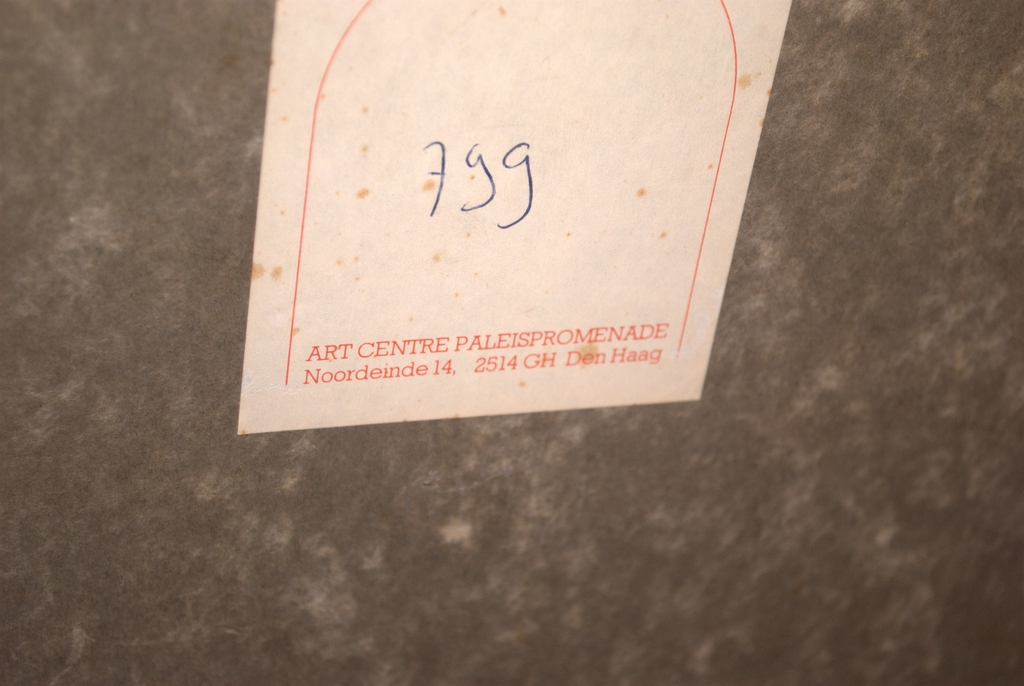 799
ART CENTRE PALEISPROMENADE
Noordeinde 14, 2514 GH Den Haag